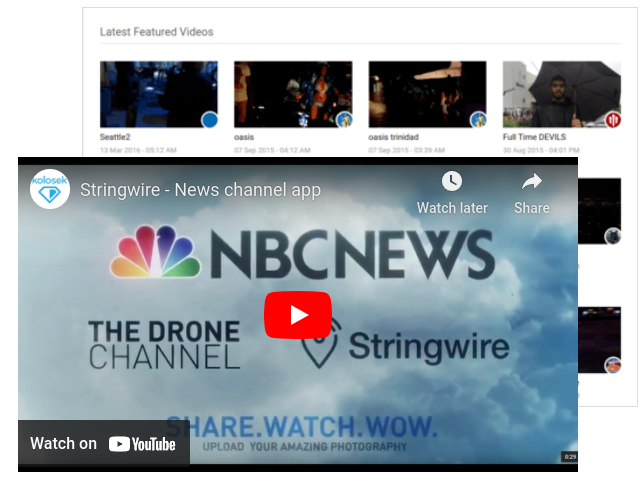 Latest Featured Videos
Seattle2
oasis
oasis trinidad
Full Time DEVILS
13 Mar 2016 - 05:12 AM
07 Sep 2015 - 04:12 AM
07 Sep 2015 - 03:39 AM
30 Aug 2015 - 04:01 PM
kolosek
Stringwire - News channel app
Watch later
Share
NBCNEWS
THE DRONE
CHANNEL
Stringwire
SHARE.WATCH.WOW.
UPLOAD YOUR AMAZING PHOTOGRAPHY
Watch on YouTube
8:29